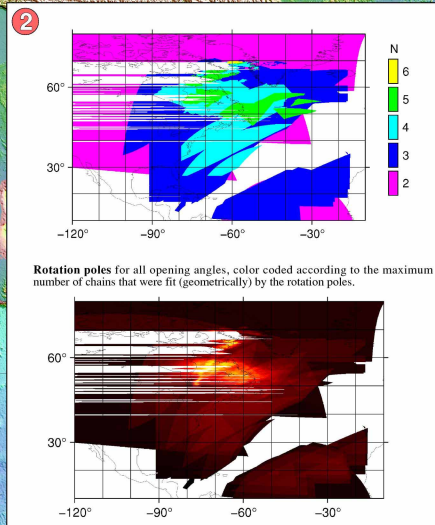 2
N
6
5
4
3
2
60°
30°
−120° −90° −60° −30°
Rotation poles for all opening angles, color coded according to the maximum
number of chains that were fit (geometrically) by the rotation poles.
60°
30°
−120° −90° −60° −30°